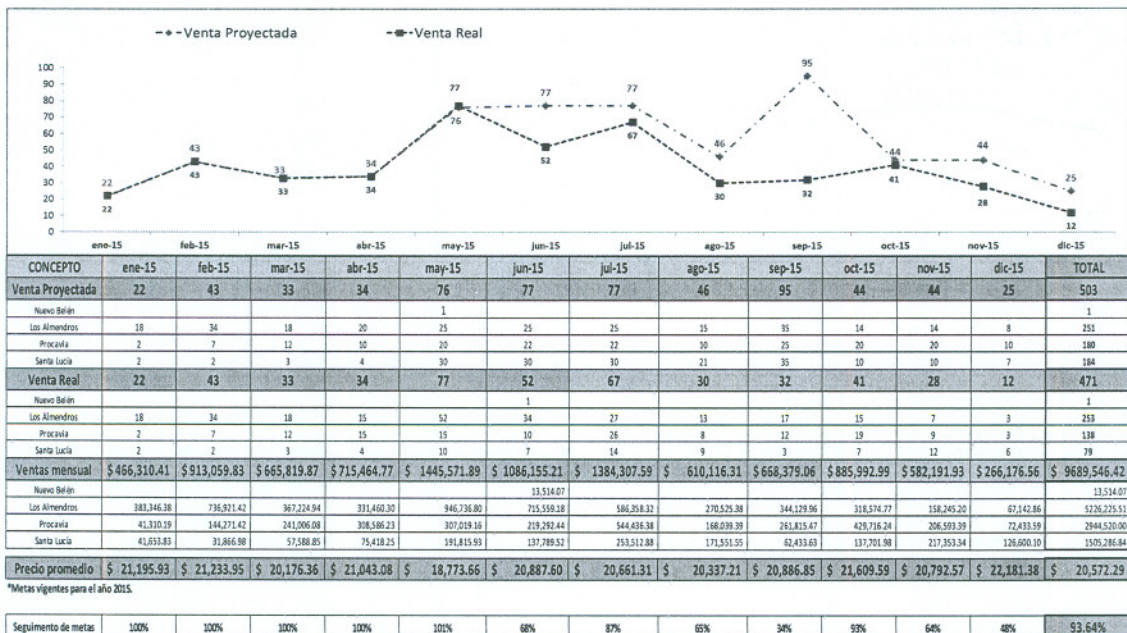 Venta Proyectada Venta Real
100
90
80
70
60
50
40
30
20
10
0
22 43 33 34 77 77 77 46 95 44 44 25
22 43 33 34 76 52 67 30 32 41 28 12
ene-15 feb-15 mar-15 abr-15 may-15 jun-15 jul-15 ago-15 sep-15 oct-15 nov-15 dic-15
CONCEPTO ene-15 feb-15 mar-15 abr-15 may-15 jun-15 jul-15 ago-15 sep-15 oct-15 nov-15 dic-15 TOTAL
Venta Proyectada 22 43 33 34 76 77 77 46 95 44 44 25 503
Nuevo Belén 1 1
Los Almendros 18 34 18 20 25 25 25 15 35 14 14 8 251
Procavia 2 7 12 10 20 22 22 10 25 20 20 10 180
Santa Lucía 2 2 3 4 30 30 30 21 35 10 10 7 184
Venta Real 22 43 33 34 77 52 67 30 32 41 28 12 471
Nuevo Belén 1 1
Los Almendros 18 34 18 15 52 34 27 13 17 15 7 3 253
Procavia 2 7 12 15 15 10 26 8 12 19 9 3 138
Santa Lucía 2 2 3 4 10 7 14 9 3 7 12 6 79
Ventas mensual $ 466,310.41 $ 913,059.83 $ 665,819.87 $ 715,464.77 $ 1445,571.89 $ 1086,155.21 $ 1384,307.59 $ 610,116.31 $ 668,379.06 $ 885,992.99 $ 582,191.93 $ 266,176.56 $ 9689,546.42
Nuevo Belén 13,514.07 13,514.07
Los Almendros 383,346.38 736,921.42 367,224.94 331,460.30 946,736.80 715,559.18 586,358.32 270,525.38 344,129.96 318,574.77 158,245.20 67,142.86 5226,225.51
Procavia 41,310.19 144,271.42 241,006.08 308,586.23 307,019.16 219,292.44 544,436.38 168,039.39 261,815.47 429,716.24 206,593.39 72,433.59 2944,520.00
Santa Lucía 41,653.83 31,866.98 57,588.85 75,418.25 191,815.93 137,789.52 253,512.88 171,551.55 62,433.63 137,701.98 217,353.34 126,600.10 1505,286.84
Precio promedio $ 21,195.93 $ 21,233.95 $ 20,176.36 $ 21,043.08 $ 18,773.66 $ 20,887.60 $ 20,661.31 $ 20,337.21 $ 20,886.85 $ 21,609.59 $ 20,792.57 $ 22,181.38 $ 20,572.29
*Metas vigentes para el año 2015.
Seguimento de metas 100% 100% 100% 100% 101% 68% 87% 65% 34% 93% 64% 48% 93.64%